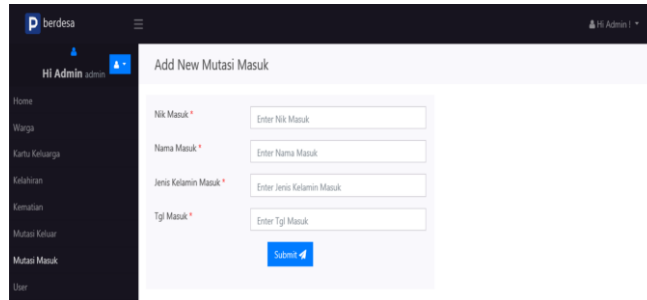 berdesa
Hi Admin !
Hi Admin admin
Add New Mutasi Masuk
Home
Warga
Kartu Keluarga
Kelahiran
Kematian
Mutasi Keluar
Mutasi Masuk
User
Nik Masuk *
Enter Nik Masuk
Nama Masuk *
Enter Nama Masuk
Jenis Kelamin Masuk *
Enter Jenis Kelamin Masuk
Tgl Masuk *
Enter Tgl Masuk
Submit